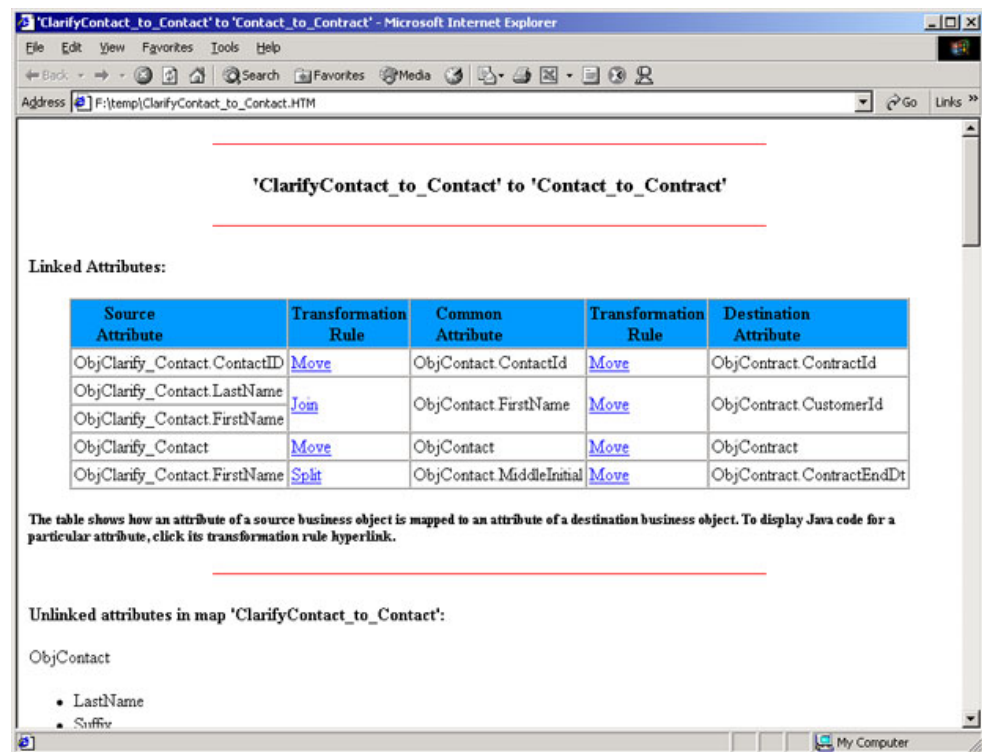 'ClarifyContact_to_Contact' to 'Contact_to_Contract' - Microsoft Internet Explorer
File Edit View Favorites Tools Help
Back Search Favorites Media
Address F:\temp\ClarifyContact_to_Contact.HTM Go Links »
'ClarifyContact_to_Contact' to 'Contact_to_Contract'
Linked Attributes:
Source Transformation Common Transformation Destination
Attribute Rule Attribute Rule Attribute
ObjClarify_Contact.ContactID Move ObjContact.ContactId Move ObjContract.ContractId
ObjClarify_Contact.LastName
Join ObjContact.FirstName Move ObjContract.CustomerId
ObjClarify_Contact.FirstName
ObjClarify_Contact Move ObjContact Move ObjContract
ObjClarify_Contact.FirstName Split ObjContact.MiddleInitial Move ObjContract.ContractEndDt
The table shows how an attribute of a source business object is mapped to an attribute of a destination business object. To display Java code for a
particular attribute, click its transformation rule hyperlink.
Unlinked attributes in map 'ClarifyContact_to_Contact':
ObjContact
• LastName
• Suffix
My Computer